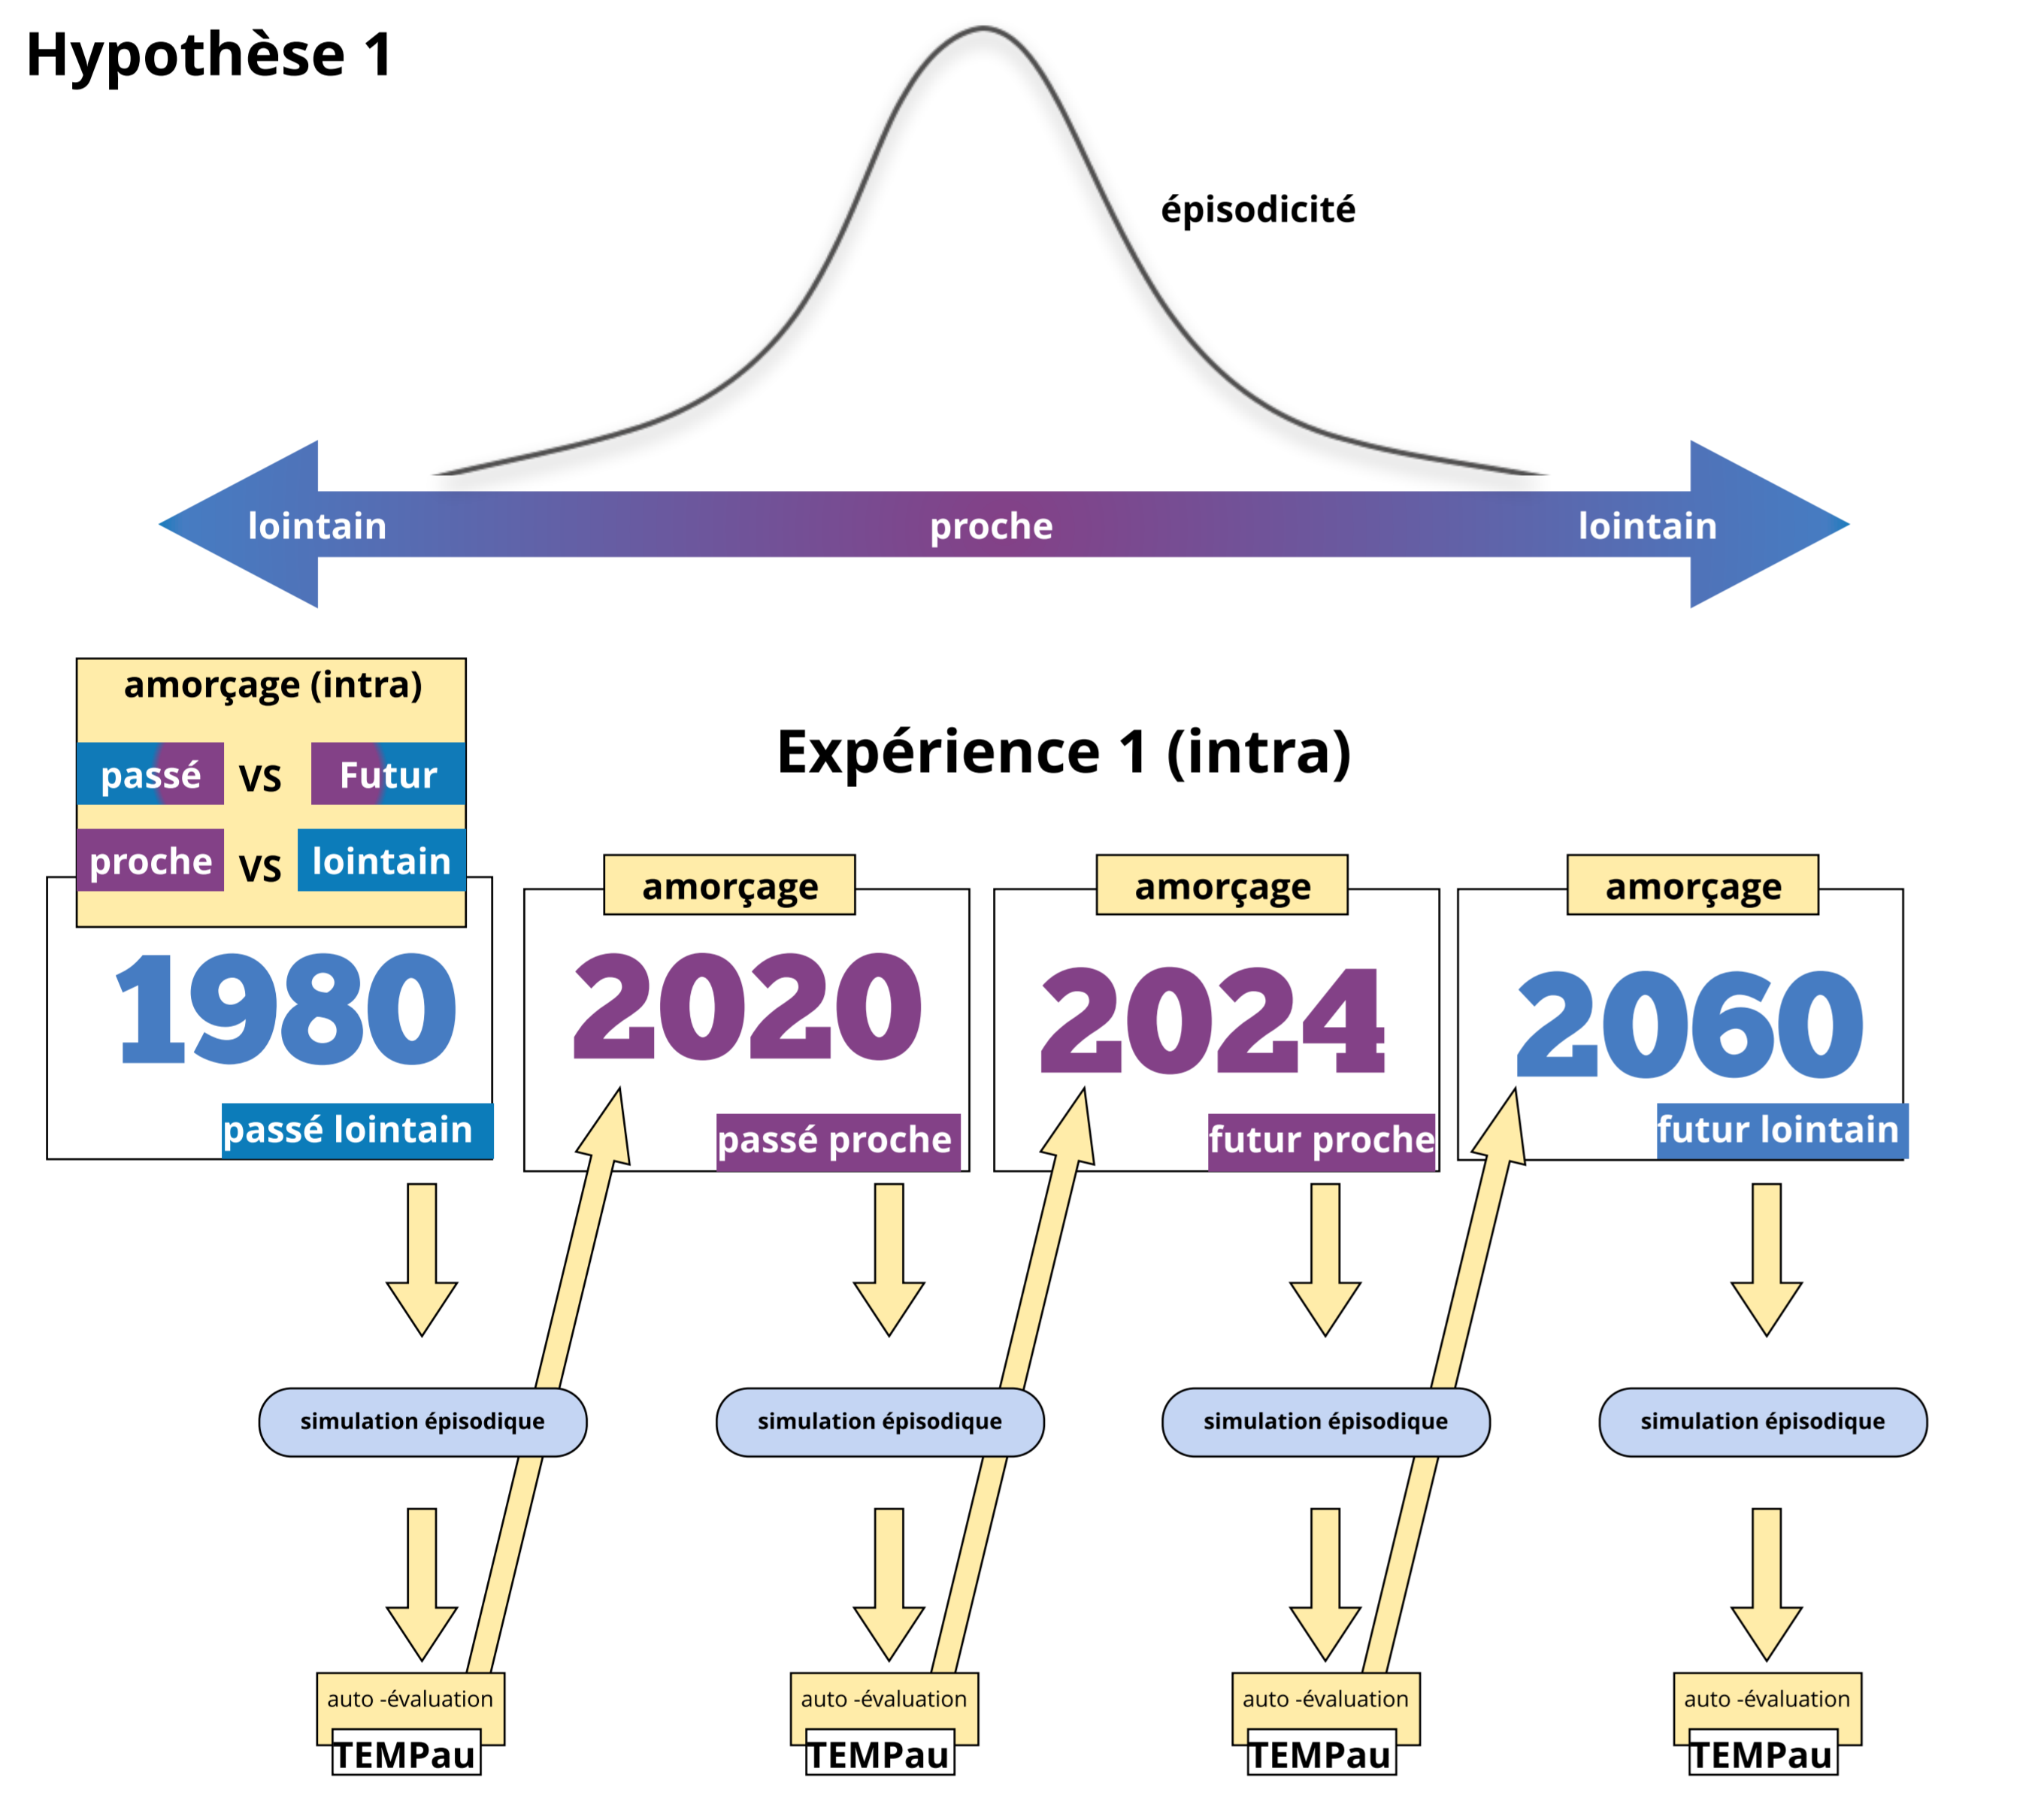 Hypothèse 1
épisodicité
lointain
proche
lointain
amorçage (intra)
passé
VS
Futur
proche
VS
lointain
Expérience 1 (intra)
amorçage
amorçage
amorçage
1980
2020
2024
2060
passé lointain
passé proche
futur proche
futur lointain
simulation épisodique
simulation épisodique
simulation épisodique
simulation épisodique
auto -évaluation
TEMPau
auto -évaluation
TEMPau
auto -évaluation
TEMPau
auto -évaluation
TEMPau